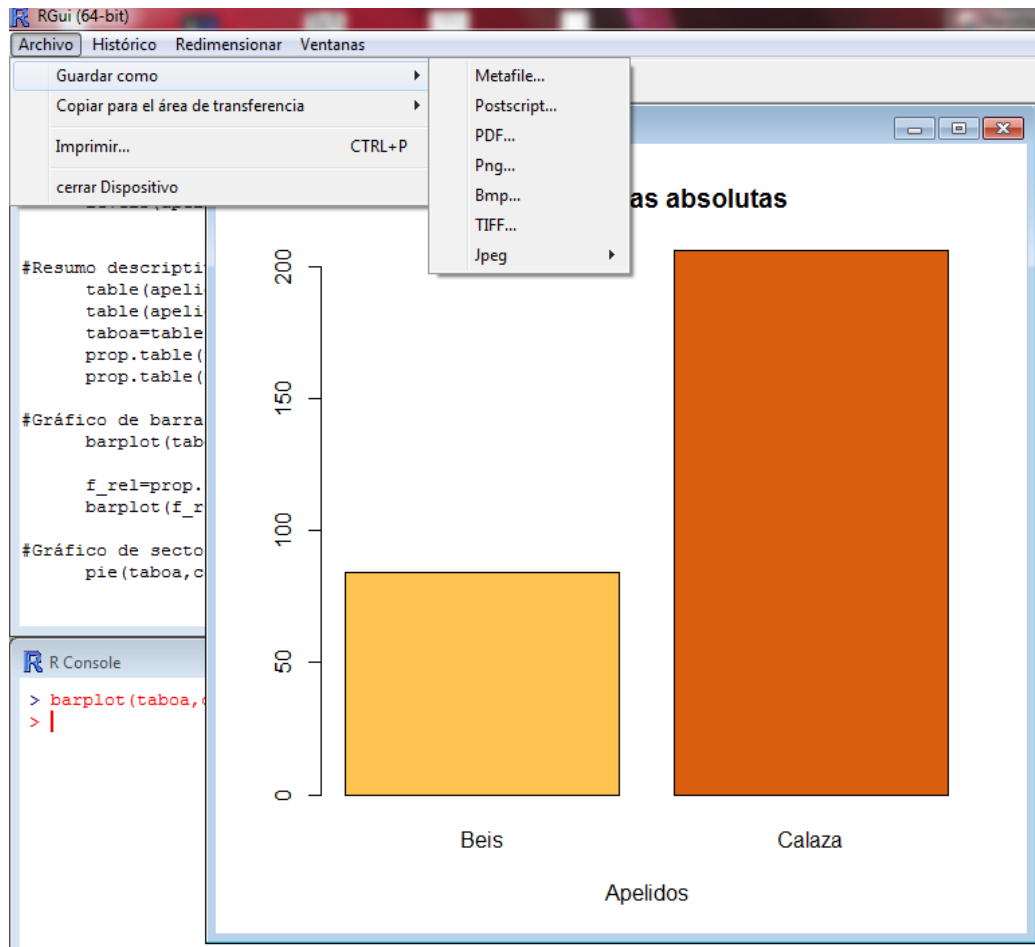 RGui (64-bit)
Archivo Histórico Redimensionar Ventanas
Guardar como
Copiar para el área de transferencia
Imprimir... CTRL+P
cerrar Dispositivo
Metafile...
Postscript...
PDF...
Png...
Bmp...
TIFF...
Jpeg
as absolutas
#Resumo descripti
table(apeli
table(apeli
taboa=table
prop.table(
prop.table(
#Gráfico de barra
barplot(tab
f_rel=prop.
barplot(f_r
#Gráfico de secto
pie(taboa,c
R Console
> barplot(taboa,
>
200
150
100
50
0
Beis Calaza
Apelidos